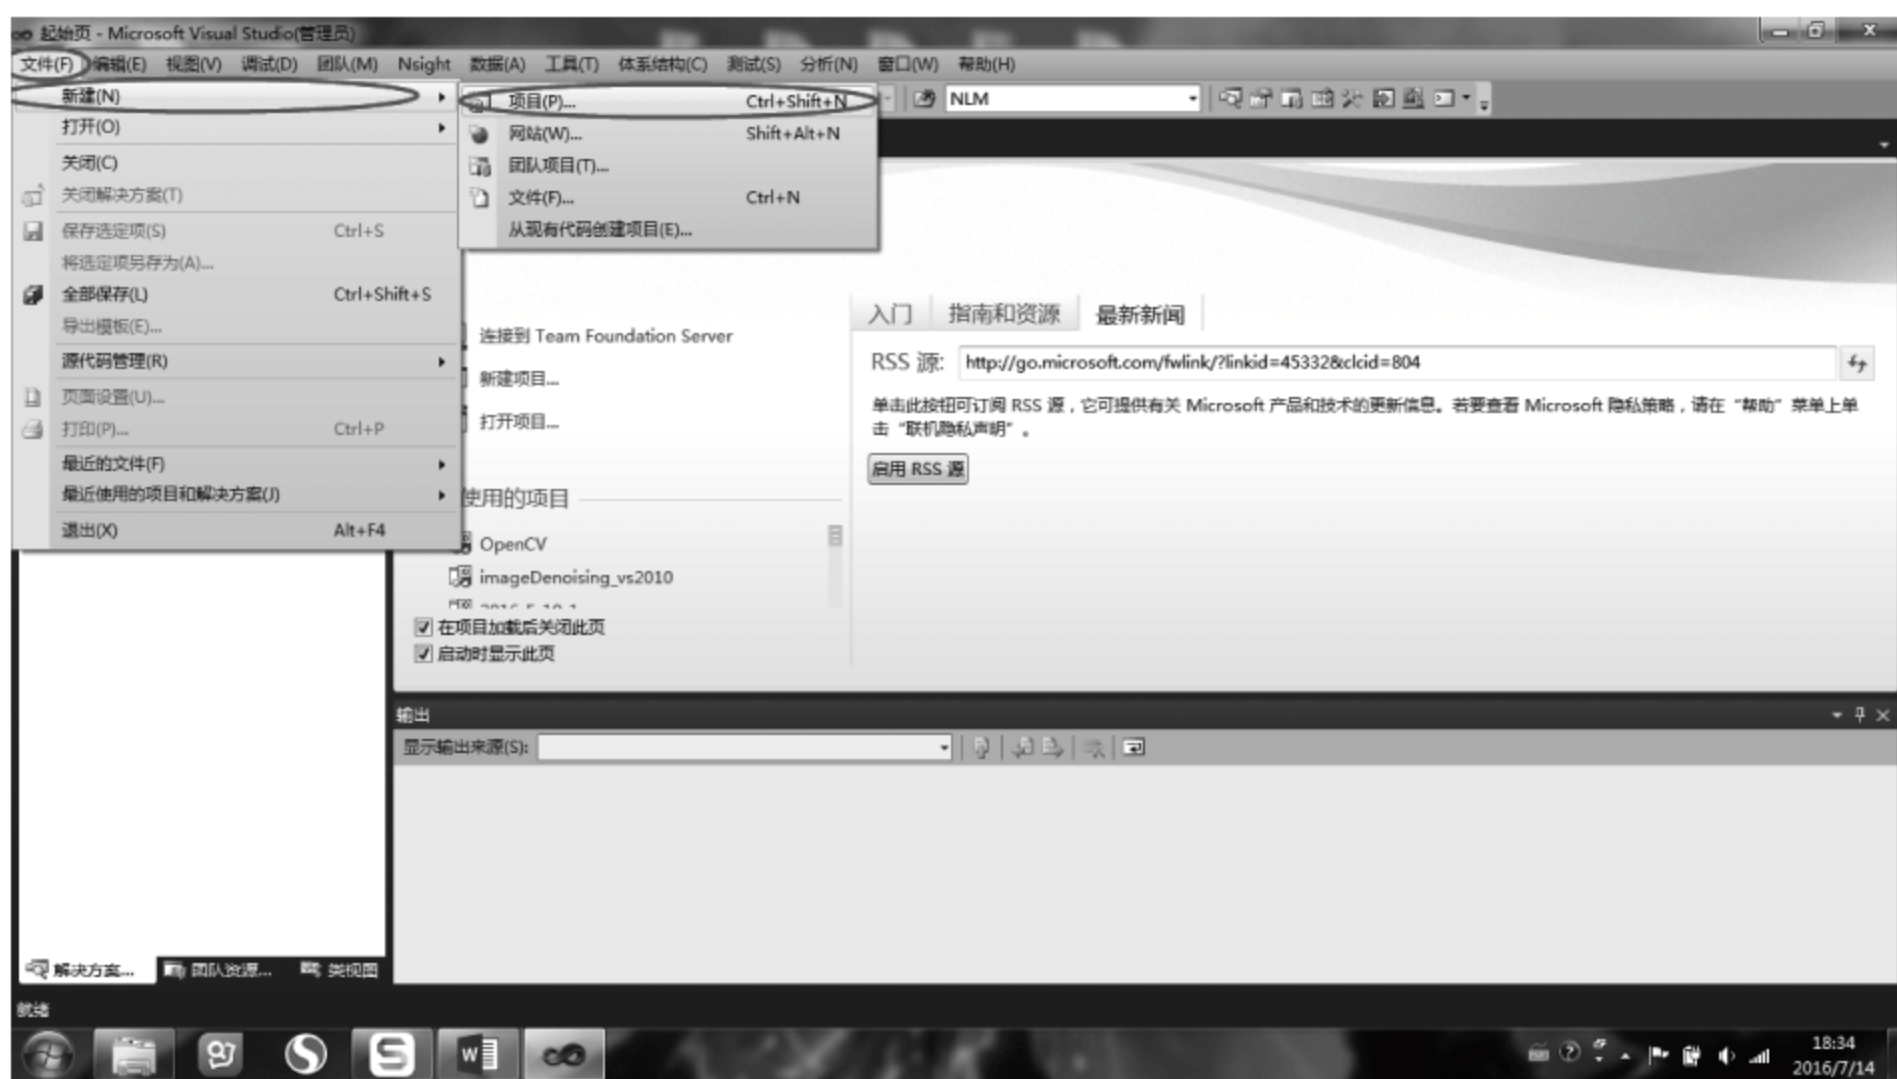 起始页 - Microsoft Visual Studio(管理员)
文件(F) 编辑(E) 视图(V) 调试(D) 团队(M) Nsight 数据(A) 工具(T) 体系结构(C) 测试(S) 分析(N) 窗口(W) 帮助(H)
新建(N)
打开(O)
关闭(C)
关闭解决方案(T)
保存选定项(S) Ctrl+S
将选定项另存为(A)...
全部保存(L) Ctrl+Shift+S
导出模板(E)...
源代码管理(R)
页面设置(U)...
打印(P)... Ctrl+P
最近的文件(F)
最近使用的项目和解决方案(J)
退出(X) Alt+F4
项目(P)... Ctrl+Shift+N
网站(W)... Shift+Alt+N
团队项目(T)...
文件(F)... Ctrl+N
从现有代码创建项目(E)...
NLM
连接到 Team Foundation Server
新建项目...
打开项目...
使用的项目
OpenCV
imageDenoising_vs2010
在项目加载后关闭此页
启动时显示此页
入门 指南和资源 最新新闻
RSS 源: http://go.microsoft.com/fwlink/?linkid=45332&clcid=804
单击此按钮可订阅 RSS 源，它可提供有关 Microsoft 产品和技术的更新信息。若要查看 Microsoft 隐私策略，请在“帮助”菜单上单
击“联机隐私声明”。
启用 RSS 源
输出
显示输出来源(S):
解决方案... 团队资源... 类视图
就绪
18:34
2016/7/14